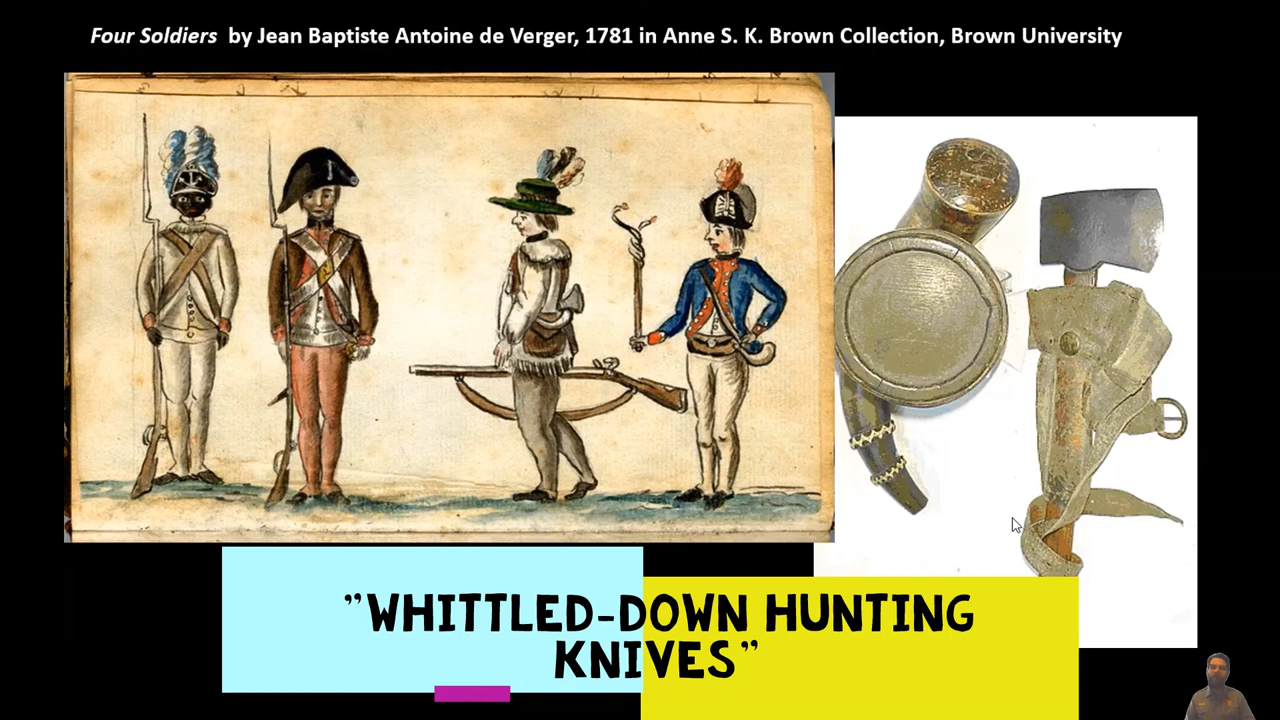 Four Soldiers by Jean Baptiste Antoine de Verger, 1781 in Anne S. K. Brown Collection, Brown University
”WHITTLED-DOWN HUNTING
KNIVES”